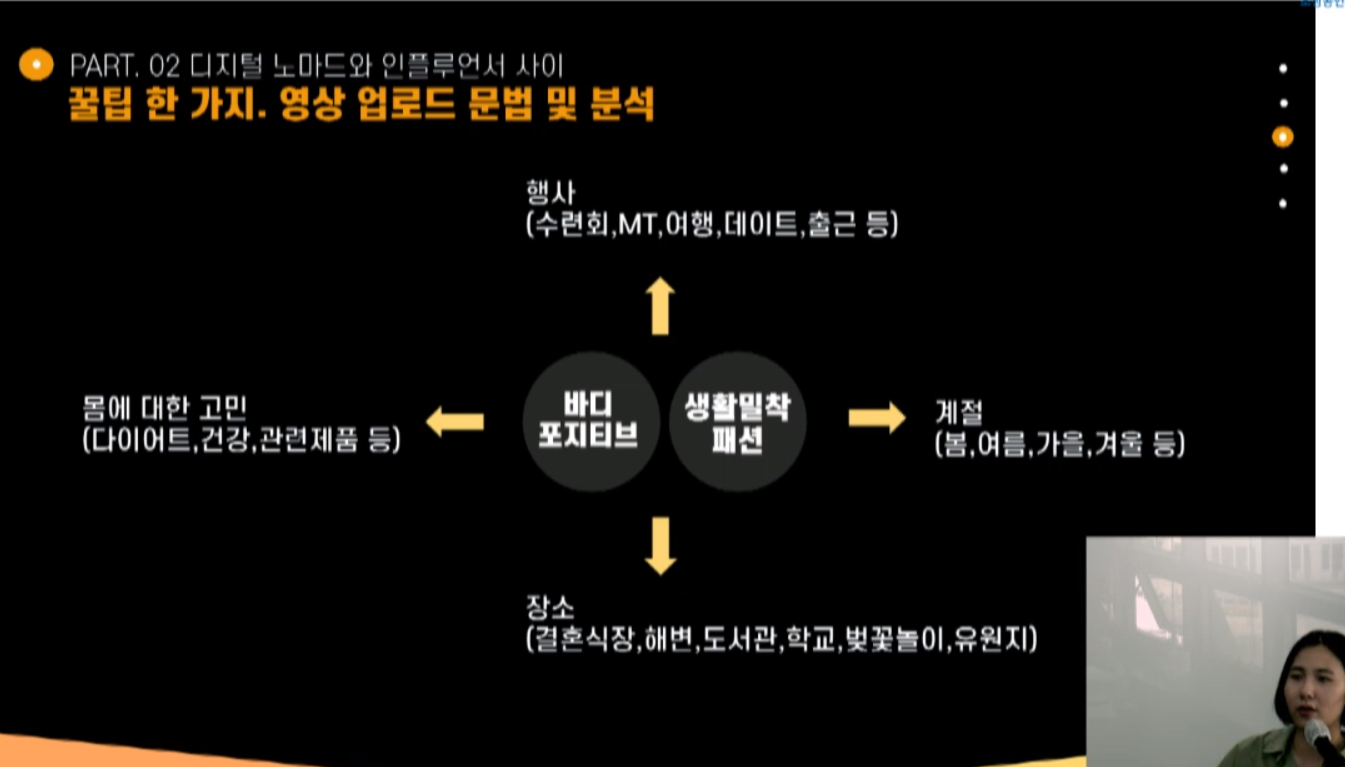 PART. 02 디지털 노마드와 인플루언서 사이
꿀팁 한 가지. 영상 업로드 문법 및 분석
행사
(수련회,MT,여행,데이트,출근 등)
몸에 대한 고민
(다이어트,건강,관련제품 등)
바디
포지티브
생활밀착
패션
계절
(봄,여름,가을,겨울 등)
장소
(결혼식장,해변,도서관,학교,벚꽃놀이,유원지)